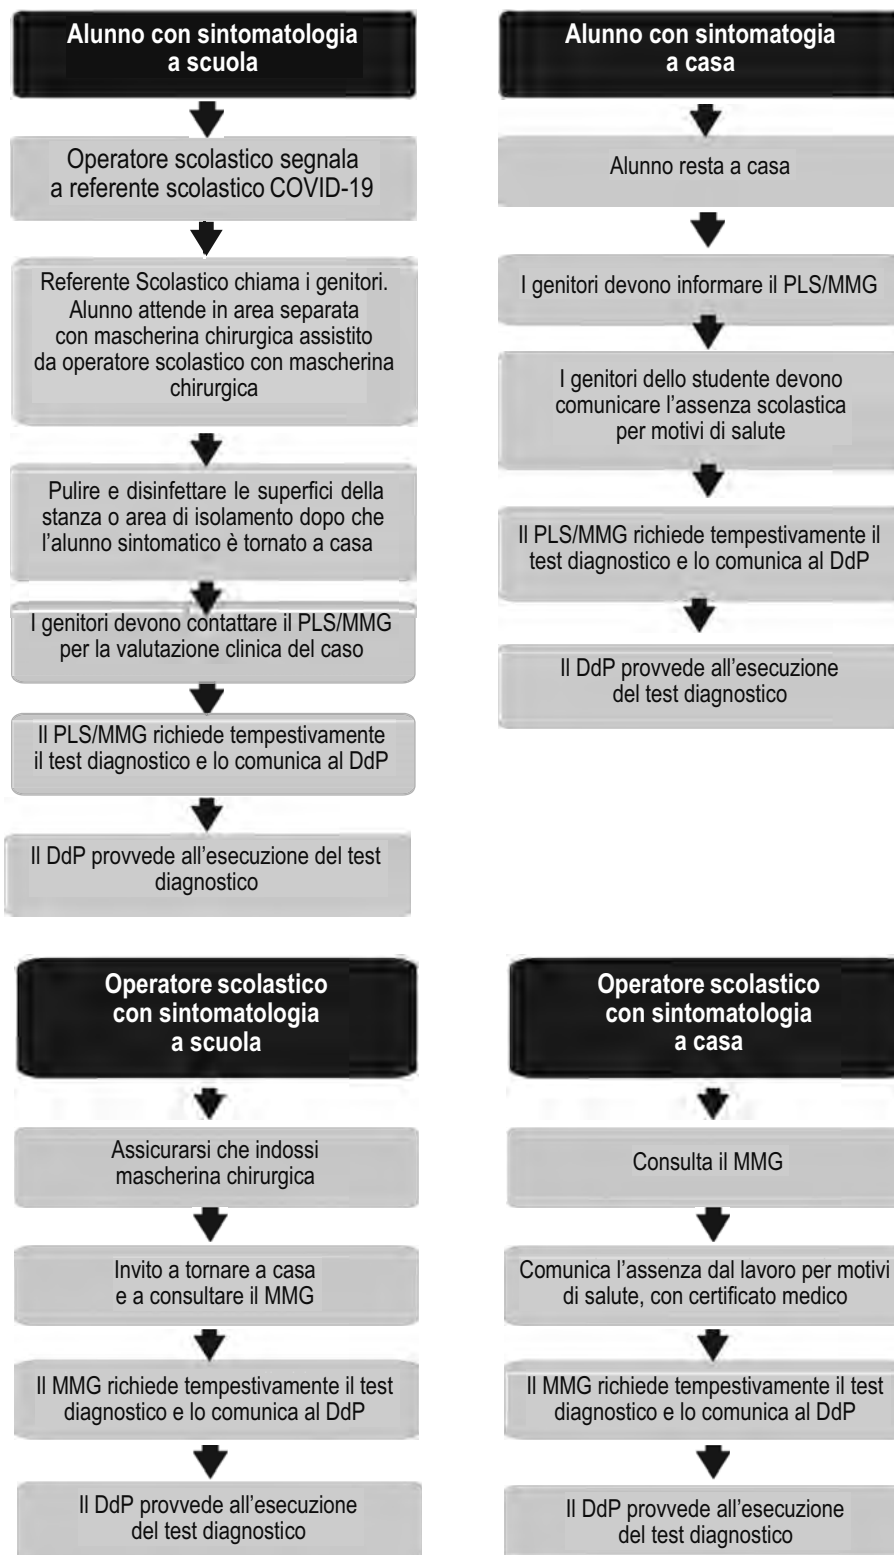 Alunno con sintomatologia
a scuola
Operatore scolastico segnala
a referente scolastico COVID-19
Referente Scolastico chiama i genitori.
Alunno attende in area separata
con mascherina chirurgica assistito
da operatore scolastico con mascherina
chirurgica
Pulire e disinfettare le superfici della
stanza o area di isolamento dopo che
l'alunno sintomatico è tornato a casa
I genitori devono contattare il PLS/MMG
per la valutazione clinica del caso
Il PLS/MMG richiede tempestivamente
il test diagnostico e lo comunica al DdP
Il DdP provvede all'esecuzione del test
diagnostico
Alunno con sintomatogia
a casa
Alunno resta a casa
I genitori devono informare il PLS/MMG
I genitori dello studente devono
comunicare l'assenza scolastica
per motivi di salute
Il PLS/MMG richiede tempestivamente il
test diagnostico e lo comunica al DdP
Il DdP provvede all'esecuzione
del test diagnostico
Operatore scolastico
con sintomatologia
a scuola
Assicurarsi che indossi
mascherina chirurgica
Invito a tornare a casa
e a consultare il MMG
Il MMG richiede tempestivamente il test
diagnostico e lo comunica al DdP
Il DdP provvede all'esecuzione
del test diagnostico
Operatore scolastico
con sintomatologia
a casa
Consulta il MMG
Comunica l'assenza dal lavoro per motivi
di salute, con certificato medico
Il MMG richiede tempestivamente il test
diagnostico e lo comunica al DdP
Il DdP provvede all'esecuzione
del test diagnostico